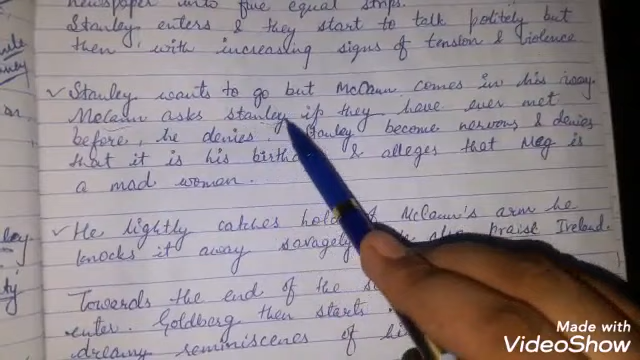 newspaper into five equal strips.
Stanley enters & they start to talk politely but
then with increasing signs of tension & violence
✓ Stanley wants to go but McCann comes in his way.
McCann asks stanley if they have ever met
before, he denies. Stanley become nervous & denies
that it is his & alleges that Meg is
a mad woman.
✓ He lightly catches hold of McCann's arm he
knocks it away savagely. also praise Ireland.
Towards the end of the
enter. Goldberg then starts
dreamy reminiscenes of
Made with
VideoShow